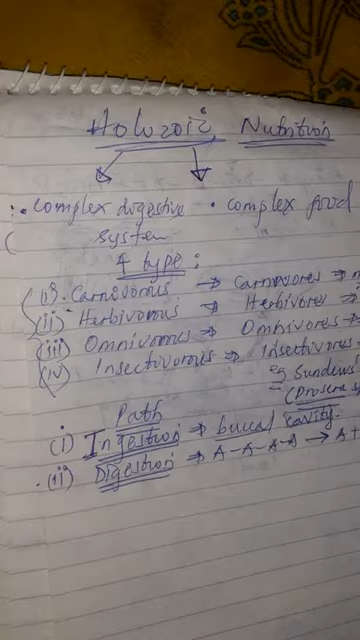 Holozoic Nutrition
• complex digestive system
• complex food
4 type :
(i) Carnivorous → Carnivores ⇒
(ii) Herbivorous ⇒ Herbivores ⇒
(iii) Omnivorous ⇒ Omnivores ⇒
(iv) Insectivorous ⇒ Insectivores
eg Sundews
(Drosera
Path
(i) Ingestion ⇒ buccal cavity.
(ii) Digestion ⇒ A-A-A-A → A +